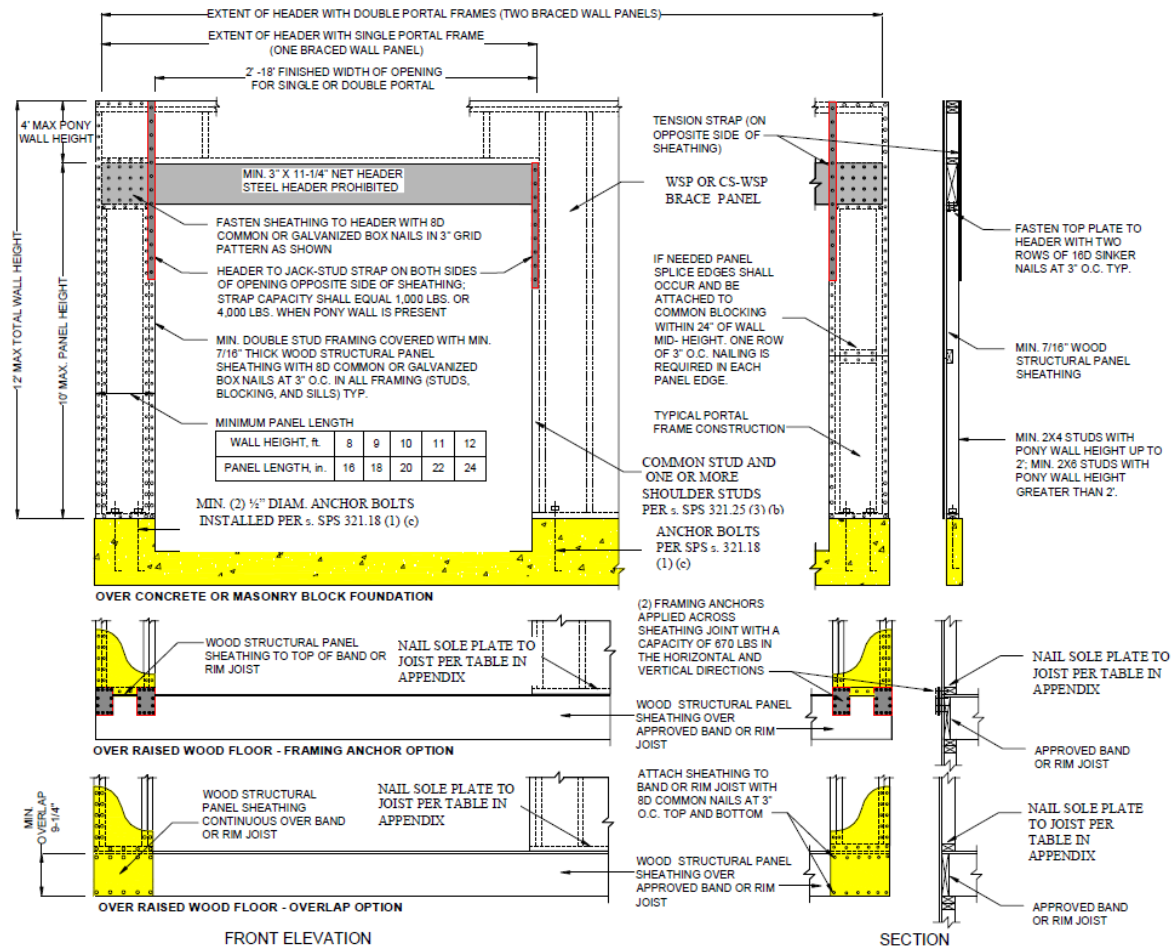 EXTENT OF HEADER WITH DOUBLE PORTAL FRAMES (TWO BRACED WALL PANELS)
EXTENT OF HEADER WITH SINGLE PORTAL FRAME
(ONE BRACED WALL PANEL)
2' -18' FINISHED WIDTH OF OPENING
FOR SINGLE OR DOUBLE PORTAL
4' MAX PONY
WALL HEIGHT
12' MAX TOTAL WALL HEIGHT
10' MAX. PANEL HEIGHT
MIN. 3" X 11-1/4" NET HEADER
STEEL HEADER PROHIBITED
FASTEN SHEATHING TO HEADER WITH 8D
COMMON OR GALVANIZED BOX NAILS IN 3" GRID
PATTERN AS SHOWN
HEADER TO JACK-STUD STRAP ON BOTH SIDES
OF OPENING OPPOSITE SIDE OF SHEATHING;
STRAP CAPACITY SHALL EQUAL 1,000 LBS. OR
4,000 LBS. WHEN PONY WALL IS PRESENT
MIN. DOUBLE STUD FRAMING COVERED WITH MIN.
7/16" THICK WOOD STRUCTURAL PANEL
SHEATHING WITH 8D COMMON OR GALVANIZED
BOX NAILS AT 3" O.C. IN ALL FRAMING (STUDS,
BLOCKING, AND SILLS) TYP.
MINIMUM PANEL LENGTH
WALL HEIGHT, ft. 8 9 10 11 12
PANEL LENGTH, in. 16 18 20 22 24
MIN. (2) ½" DIAM. ANCHOR BOLTS
INSTALLED PER s. SPS 321.18 (1) (c)
TENSION STRAP (ON
OPPOSITE SIDE OF
SHEATHING)
WSP OR CS-WSP
BRACE PANEL
IF NEEDED PANEL
SPLICE EDGES SHALL
OCCUR AND BE
ATTACHED TO
COMMON BLOCKING
WITHIN 24" OF WALL
MID- HEIGHT. ONE ROW
OF 3" O.C. NAILING IS
REQUIRED IN EACH
PANEL EDGE.
TYPICAL PORTAL
FRAME CONSTRUCTION
COMMON STUD AND
ONE OR MORE
SHOULDER STUDS
PER s. SPS 321.25 (3) (b)
ANCHOR BOLTS
PER SPS s. 321.18
(1) (c)
FASTEN TOP PLATE TO
HEADER WITH TWO
ROWS OF 16D SINKER
NAILS AT 3" O.C. TYP.
MIN. 7/16" WOOD
STRUCTURAL PANEL
SHEATHING
MIN. 2X4 STUDS WITH
PONY WALL HEIGHT UP TO
2'; MIN. 2X6 STUDS WITH
PONY WALL HEIGHT
GREATER THAN 2'.
OVER CONCRETE OR MASONRY BLOCK FOUNDATION
WOOD STRUCTURAL PANEL
SHEATHING TO TOP OF BAND OR
RIM JOIST
NAIL SOLE PLATE TO
JOIST PER TABLE IN
APPENDIX
(2) FRAMING ANCHORS
APPLIED ACROSS
SHEATHING JOINT WITH A
CAPACITY OF 670 LBS IN
THE HORIZONTAL AND
VERTICAL DIRECTIONS
WOOD STRUCTURAL PANEL
SHEATHING OVER
APPROVED BAND OR RIM
JOIST
NAIL SOLE PLATE TO
JOIST PER TABLE IN
APPENDIX
APPROVED BAND
OR RIM JOIST
OVER RAISED WOOD FLOOR - FRAMING ANCHOR OPTION
MIN.
OVERLAP
9-1/4"
WOOD STRUCTURAL
PANEL SHEATHING
CONTINUOUS OVER BAND
OR RIM JOIST
NAIL SOLE PLATE TO
JOIST PER TABLE IN
APPENDIX
ATTACH SHEATHING TO
BAND OR RIM JOIST WITH
8D COMMON NAILS AT 3"
O.C. TOP AND BOTTOM
WOOD STRUCTURAL PANEL
SHEATHING OVER
APPROVED BAND OR RIM
JOIST
NAIL SOLE PLATE
TO JOIST PER
TABLE IN
APPENDIX
APPROVED BAND
OR RIM JOIST
OVER RAISED WOOD FLOOR - OVERLAP OPTION
FRONT ELEVATION
SECTION